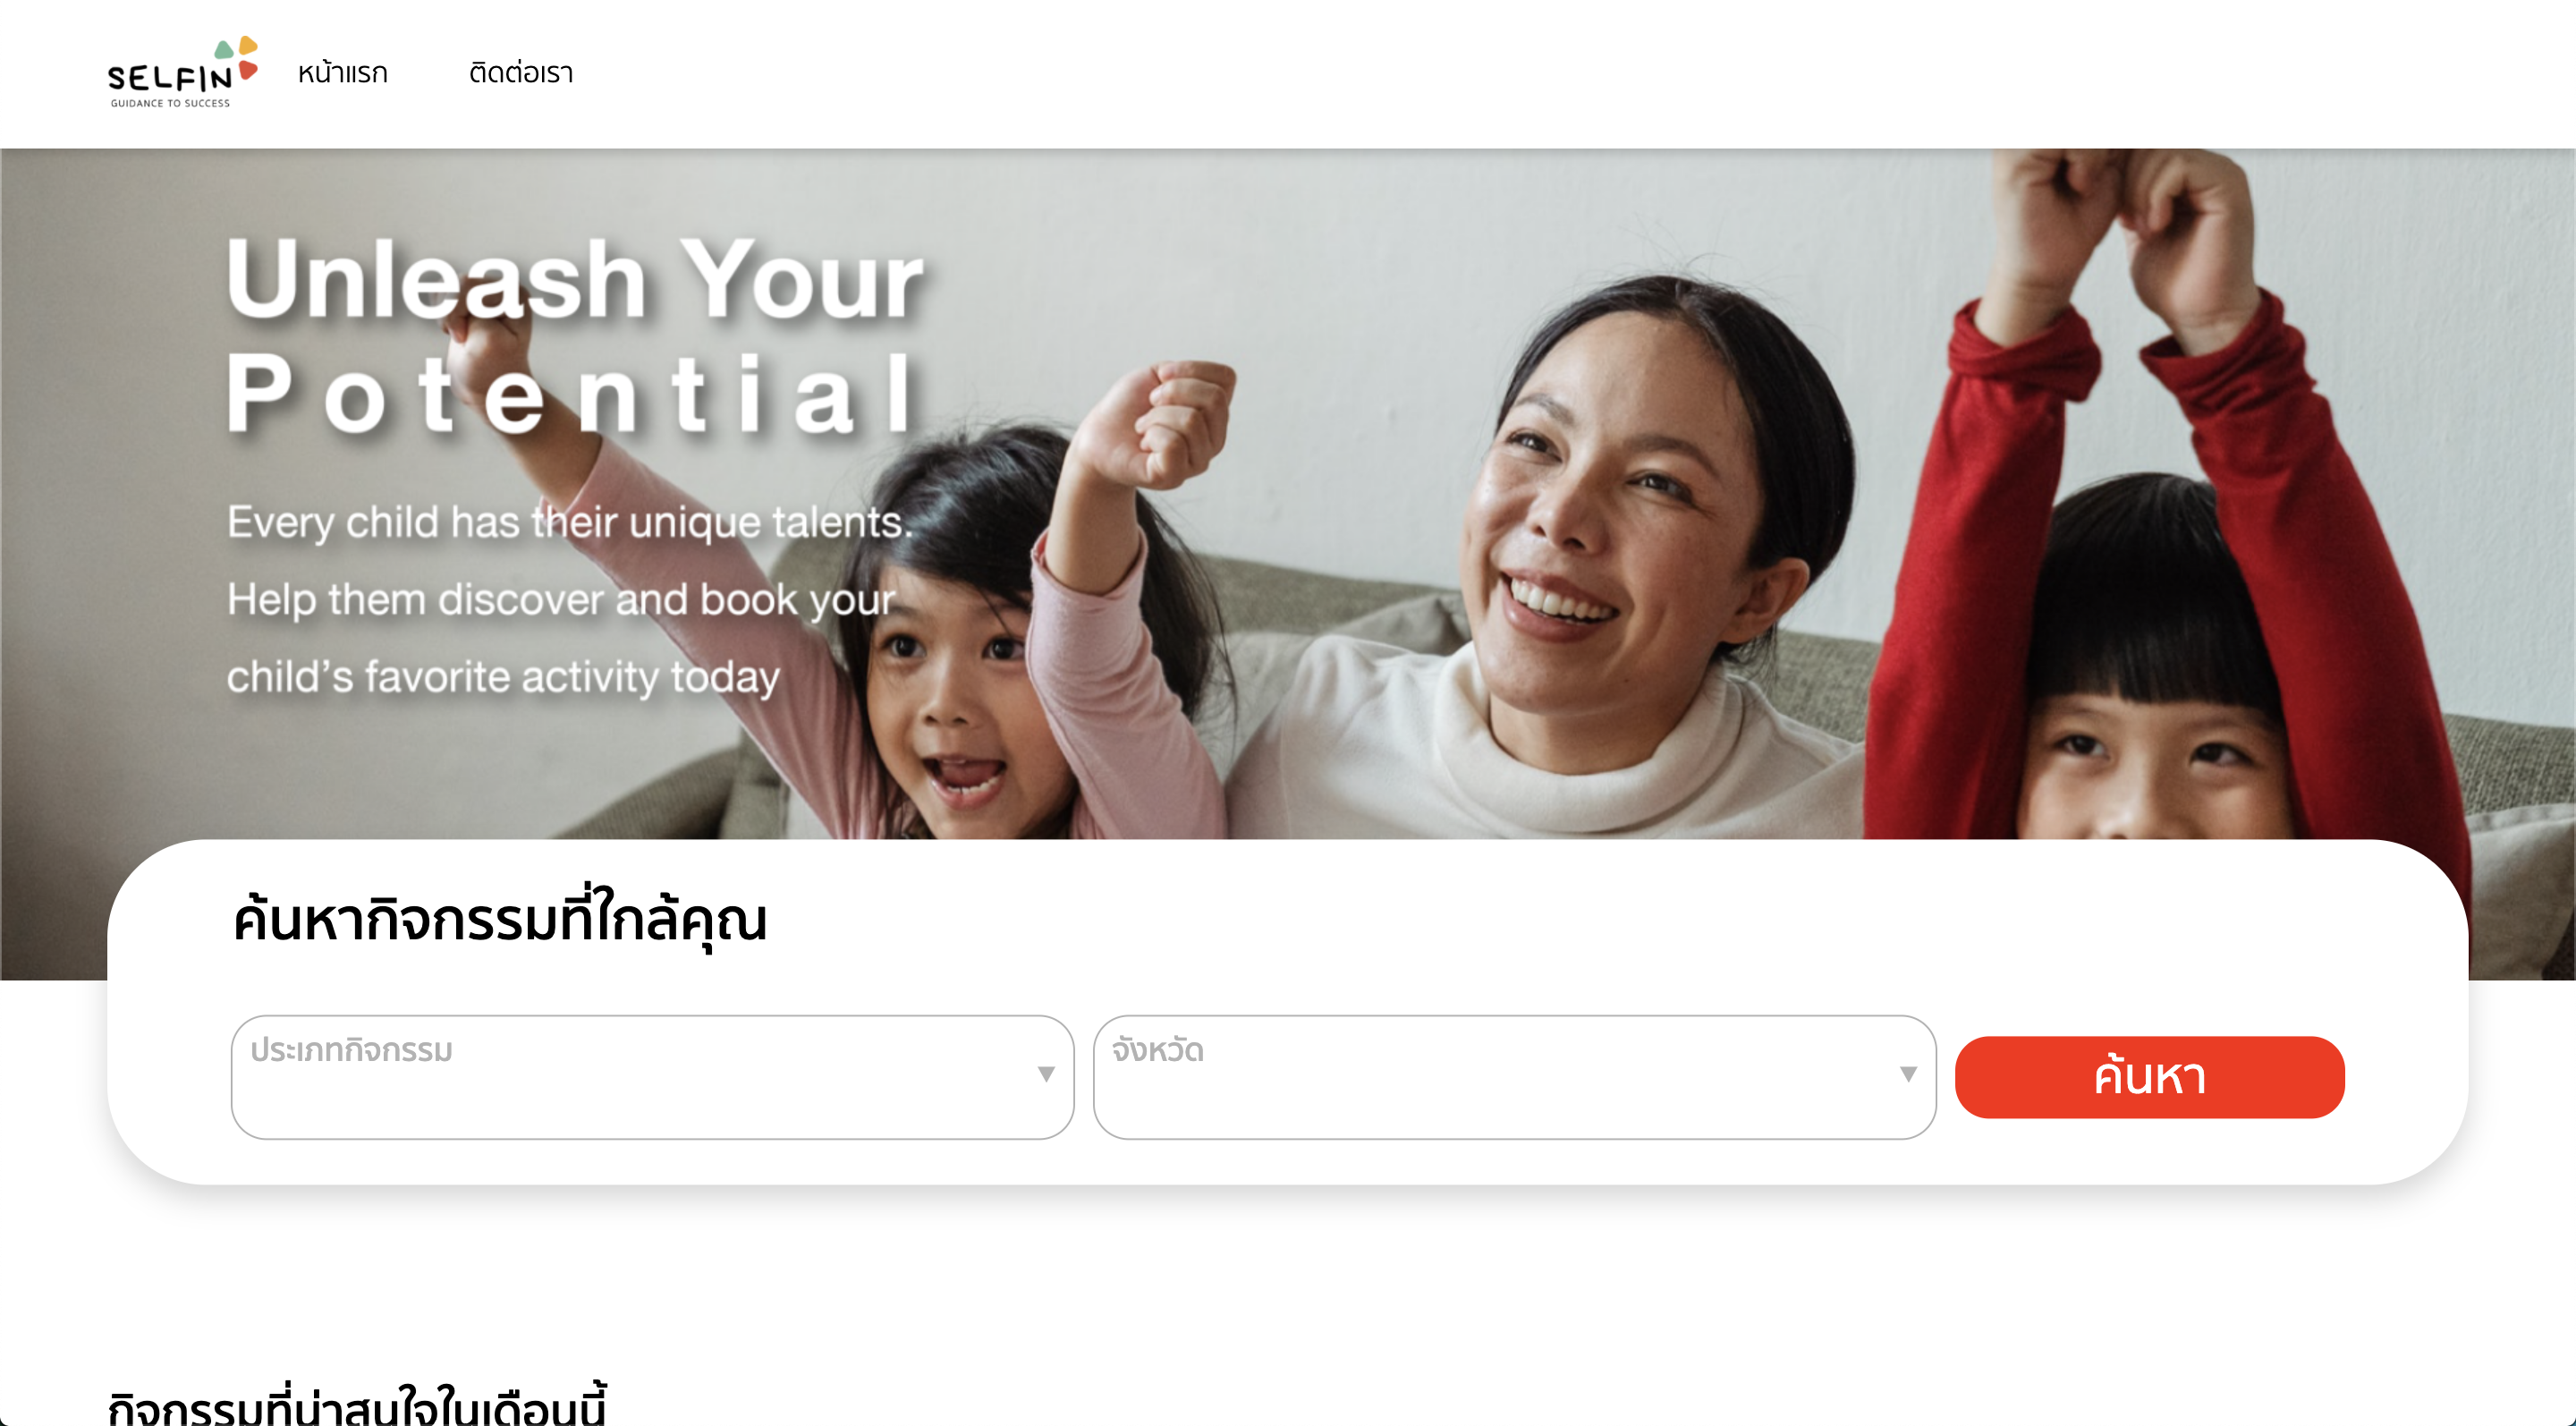 SELFIN
GUIDANCE TO SUCCESS
หน้าแรก
ติดต่อเรา
Unleash Your
Potential
Every child has their unique talents.
Help them discover and book your
child’s favorite activity today
ค้นหากิจกรรมที่ใกล้คุณ
ประเภทกิจกรรม
จังหวัด
ค้นหา
กิจกรรมที่น่าสนใจในเดือนนี้